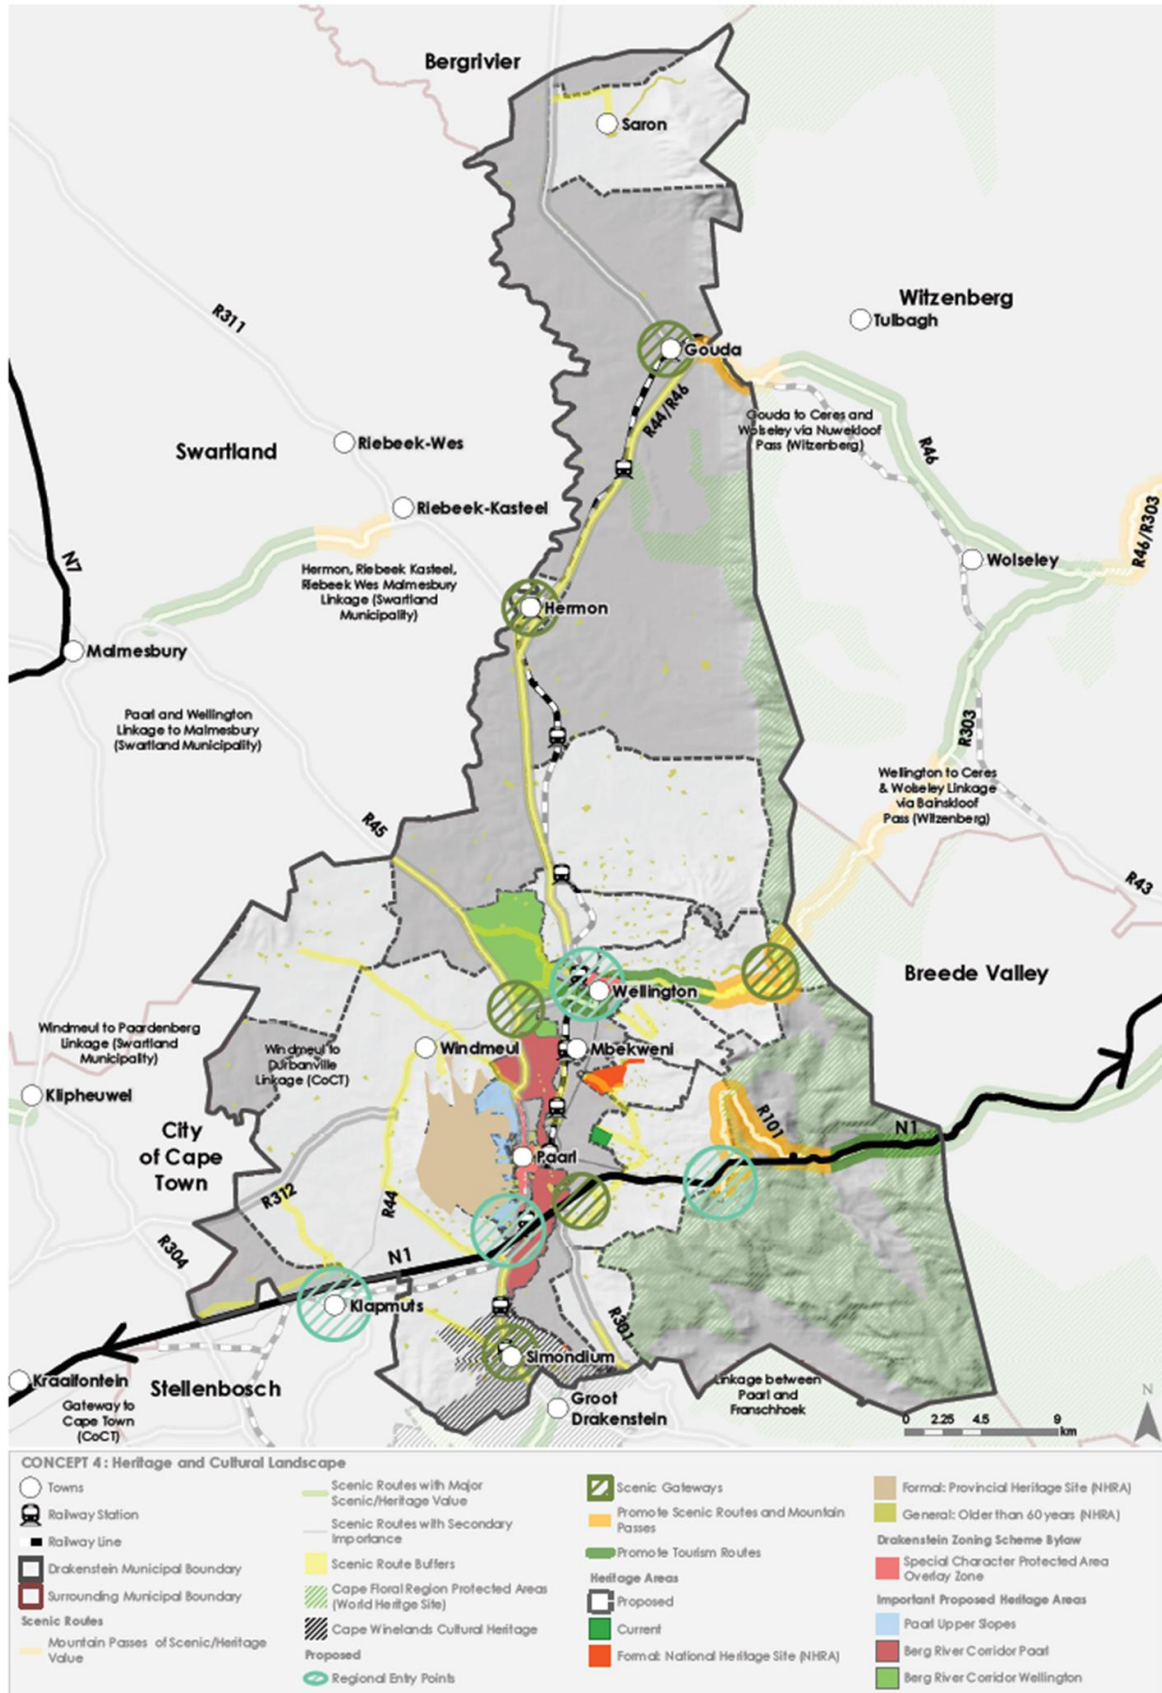 Bergrivier
Saron
Witzenberg
Tulbagh
R311
Gouda
R44/R46
Gouda to Ceres and
Wolseley via Nuwekloof
Pass (Witzenberg)
R46
Swartland
Riebeek-Wes
Riebeek-Kasteel
R46/R303
N7
Hermon, Riebeek Kasteel,
Riebeek Wes Malmesbury
Linkage (Swartland
Municipality)
Wolseley
Hermon
Malmesbury
R303
Paarl and Wellington
Linkage to Malmesbury
(Swartland Municipality)
Wellington to Ceres
& Wolseley Linkage
via Bainskloof
Pass (Witzenberg)
R45
R43
Breede Valley
Wellington
Windmeul to Paardenberg
Linkage (Swartland
Municipality)
Windmeul to
Durbanville
Linkage (CoCT)
Windmeul
Mbekweni
Klipheuwel
R101
N1
City
of Cape
Town
Paarl
R312
R44
R304
N1
Klapmuts
R301
Simondium
Kraaifontein
Stellenbosch
Gateway to
Cape Town
(CoCT)
Groot
Drakenstein
Linkage between
Paarl and
Franschhoek
N
0 2.25 4.5 9
km
CONCEPT 4: Heritage and Cultural Landscape
Towns
Railway Station
Railway Line
Drakenstein Municipal Boundary
Surrounding Municipal Boundary
Scenic Routes
Mountain Passes of Scenic/Heritage
Value
Scenic Routes with Major
Scenic/Heritage Value
Scenic Routes with Secondary
Importance
Scenic Route Buffers
Cape Floral Region Protected Areas
(World Heritge Site)
Cape Winelands Cultural Heritage
Proposed
Regional Entry Points
Scenic Gateways
Promote Scenic Routes and Mountain
Passes
Promote Tourism Routes
Heritage Areas
Proposed
Current
Formal: National Heritage Site (NHRA)
Formal: Provincial Heritage Site (NHRA)
General: Older than 60 years (NHRA)
Drakenstein Zoning Scheme Bylaw
Special Character Protected Area
Overlay Zone
Important Proposed Heritage Areas
Paarl Upper Slopes
Berg River Corridor Paarl
Berg River Corridor Wellington